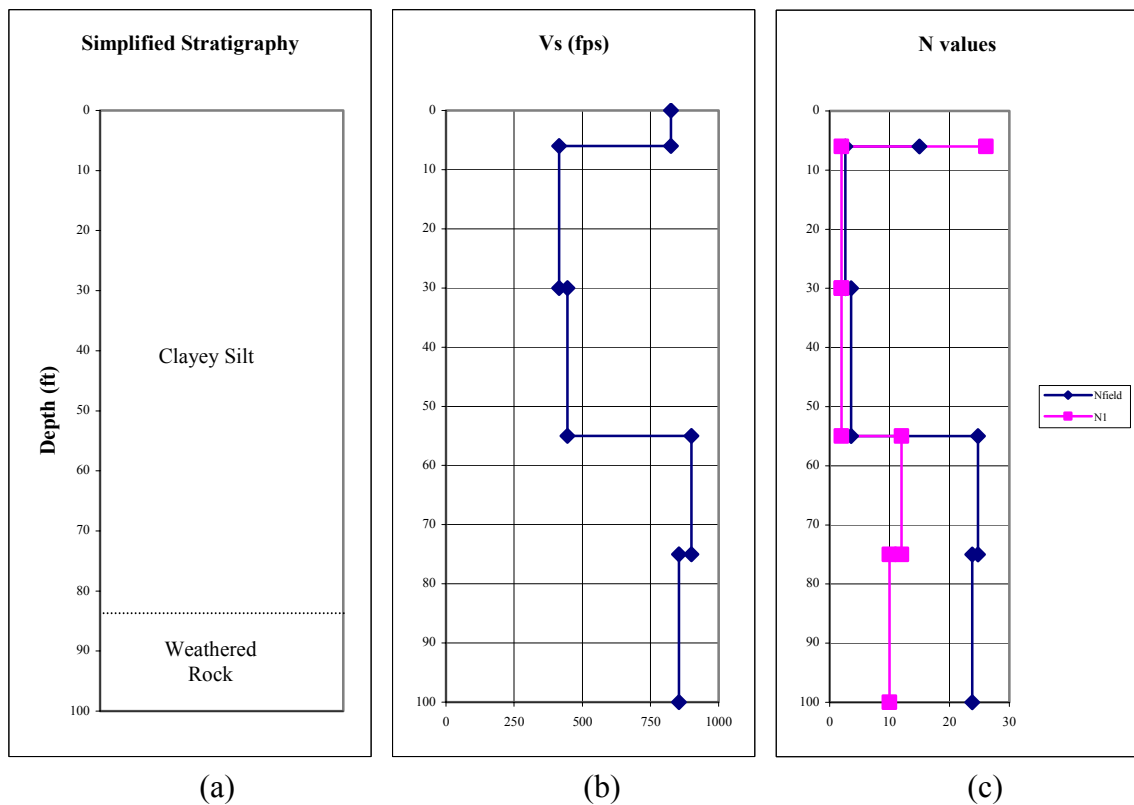 Simplified Stratigraphy
Depth (ft)
0
10
20
30
40
50
60
70
80
90
100
Clayey Silt
Weathered
Rock
(a)
Vs (fps)
0
10
20
30
40
50
60
70
80
90
100
0 250 500 750 1000
(b)
N values
0
10
20
30
40
50
60
70
80
90
100
0 10 20 30
Nfield
N1
(c)